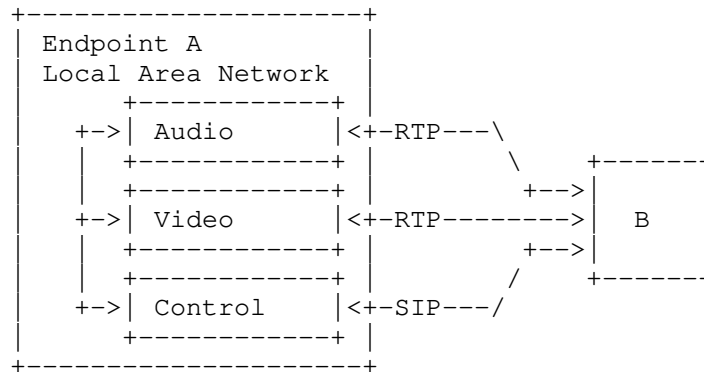 Endpoint A
Local Area Network
Audio
RTP
Video
RTP
B
Control
SIP